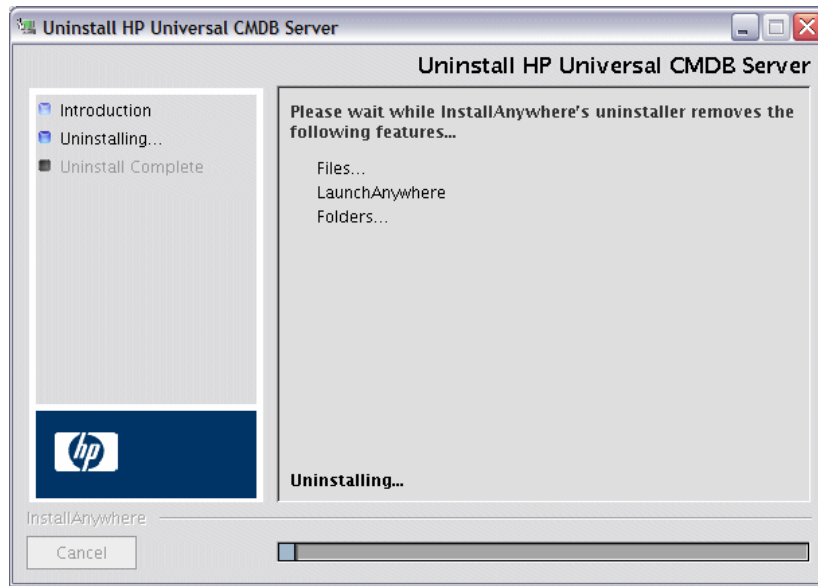 Uninstall HP Universal CMDB Server
Uninstall HP Universal CMDB Server
Introduction
Uninstalling...
Uninstall Complete
Please wait while InstallAnywhere's uninstaller removes the
following features...
Files...
LaunchAnywhere
Folders...
hp
Uninstalling...
InstallAnywhere
Cancel